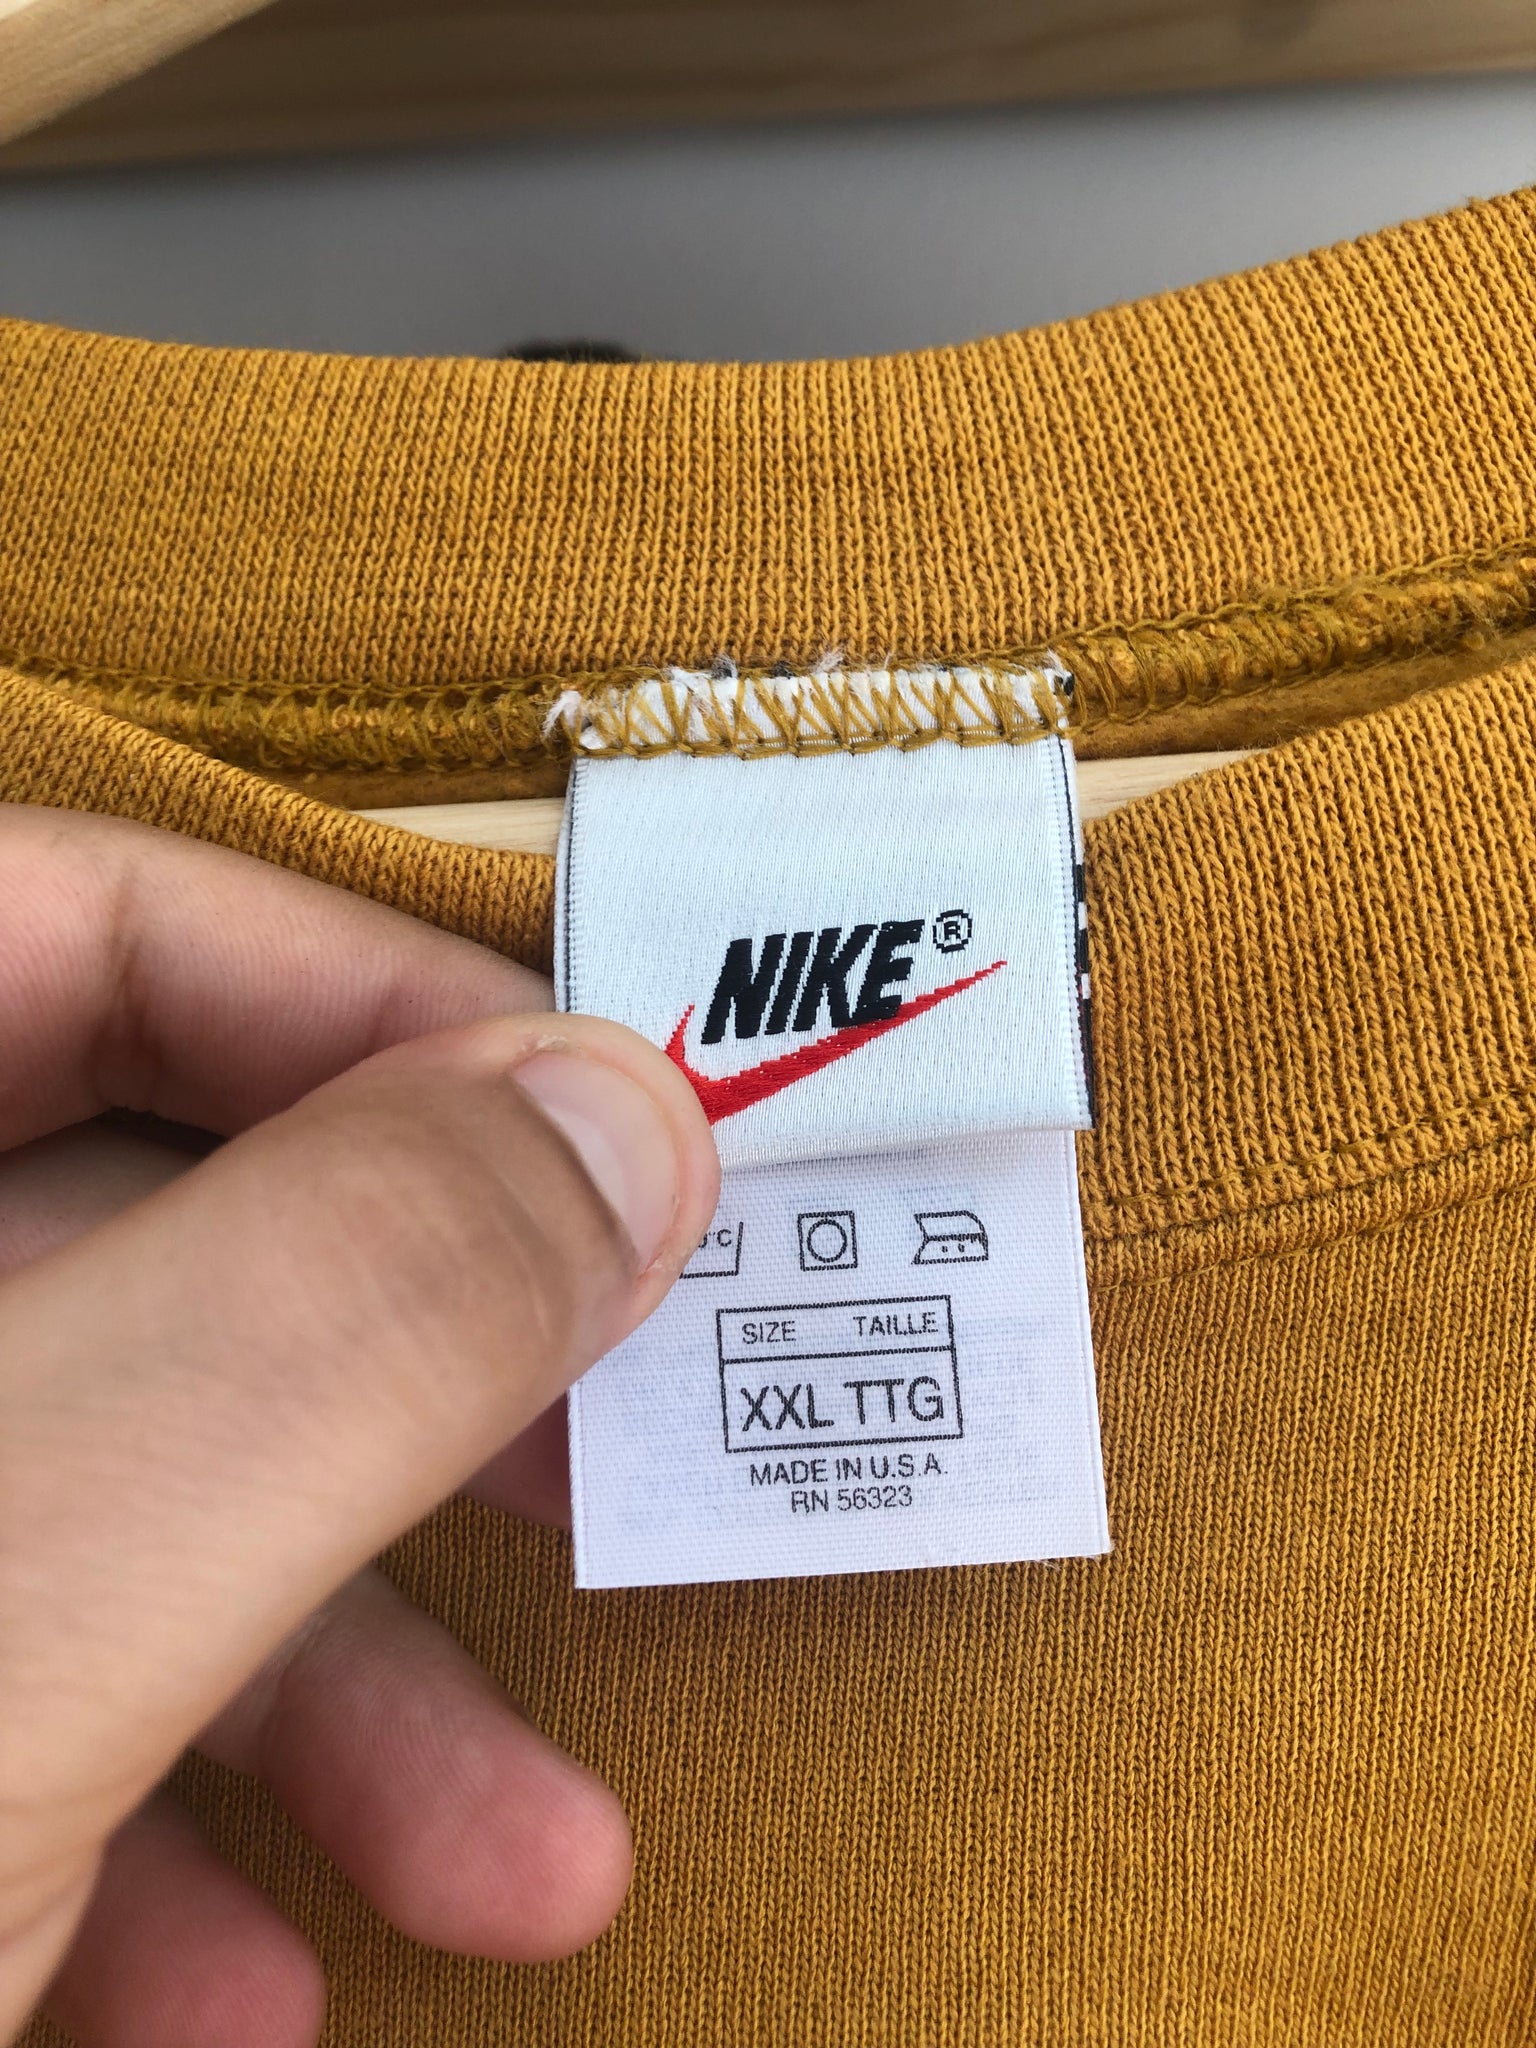 NIKE®
°C
SIZE TAILLE
XXL TTG
MADE IN U.S.A.
RN 56323